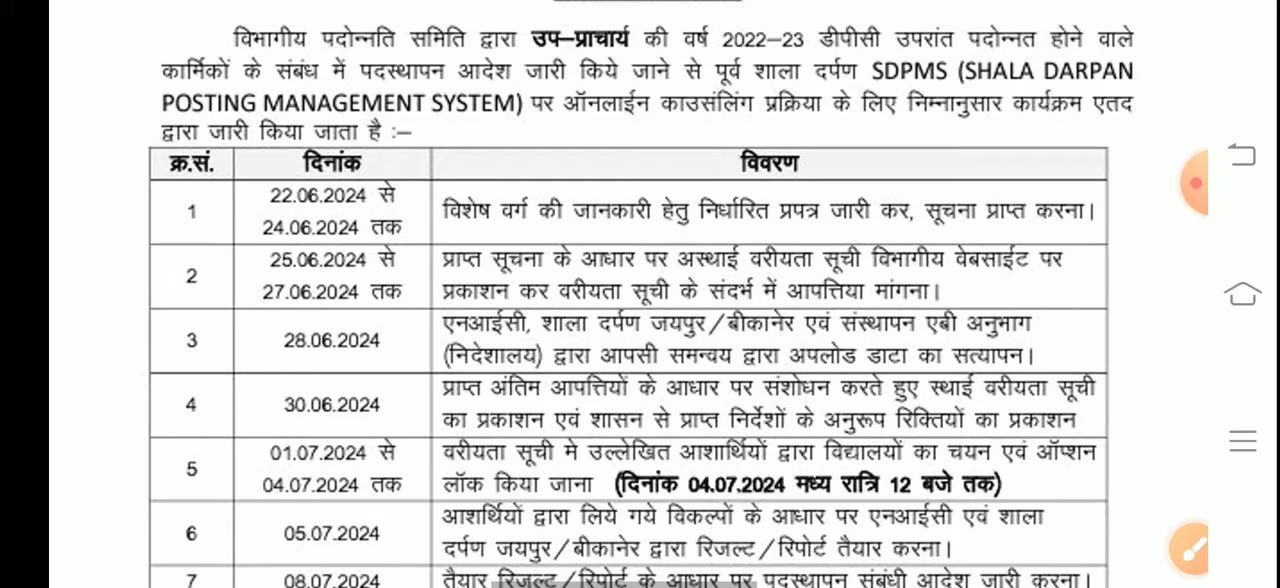 विभागीय पदोन्नति समिति द्वारा उप–प्राचार्य की वर्ष 2022–23 डीपीसी उपरांत पदोन्नत होने वाले
कार्मिकों के संबंध में पदस्थापन आदेश जारी किये जाने से पूर्व शाला दर्पण SDPMS (SHALA DARPAN
POSTING MANAGEMENT SYSTEM) पर ऑनलाईन काउसंलिंग प्रक्रिया के लिए निम्नानुसार कार्यक्रम एतद
द्वारा जारी किया जाता है :–
क्र.सं. दिनांक विवरण
1 22.06.2024 से 24.06.2024 तक विशेष वर्ग की जानकारी हेतु निर्धारित प्रपत्र जारी कर, सूचना प्राप्त करना।
2 25.06.2024 से प्राप्त सूचना के आधार पर अस्थाई वरीयता सूची विभागीय वेबसाईट पर
27.06.2024 तक प्रकाशन कर वरीयता सूची के संदर्भ में आपत्तिया मांगना।
3 28.06.2024 एनआईसी, शाला दर्पण जयपुर/बीकानेर एवं संस्थापन एबी अनुभाग
(निदेशालय) द्वारा आपसी समन्वय द्वारा अपलोड डाटा का सत्यापन।
4 30.06.2024 प्राप्त अंतिम आपत्तियों के आधार पर संशोधन करते हुए स्थाई वरीयता सूची
का प्रकाशन एवं शासन से प्राप्त निर्देशों के अनुरूप रिक्तियों का प्रकाशन
5 01.07.2024 से वरीयता सूची मे उल्लेखित आशार्थियों द्वारा विद्यालयों का चयन एवं ऑप्शन
04.07.2024 तक लॉक किया जाना (दिनांक 04.07.2024 मध्य रात्रि 12 बजे तक)
6 05.07.2024 आशर्थियों द्वारा लिये गये विकल्पों के आधार पर एनआईसी एवं शाला
दर्पण जयपुर/बीकानेर द्वारा रिजल्ट/रिपोर्ट तैयार करना।
7 08.07.2024 तैयार रिजल्ट/रिपोर्ट के आधार पर पदस्थापन संबंधी आदेश जारी करना।